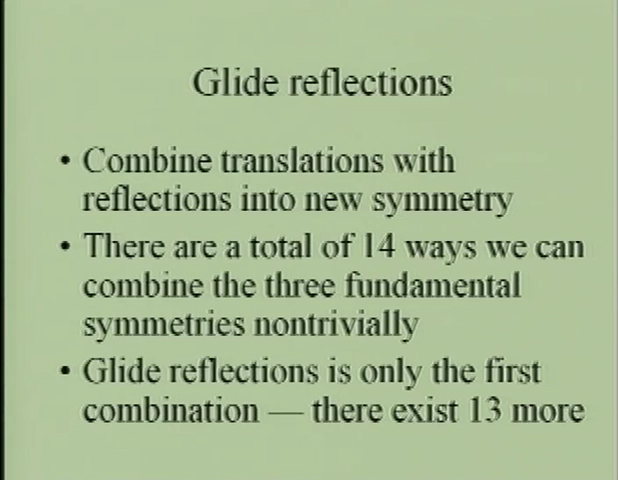 Glide reflections
• Combine translations with
reflections into new symmetry
• There are a total of 14 ways we can
combine the three fundamental
symmetries nontrivially
• Glide reflections is only the first
combination — there exist 13 more